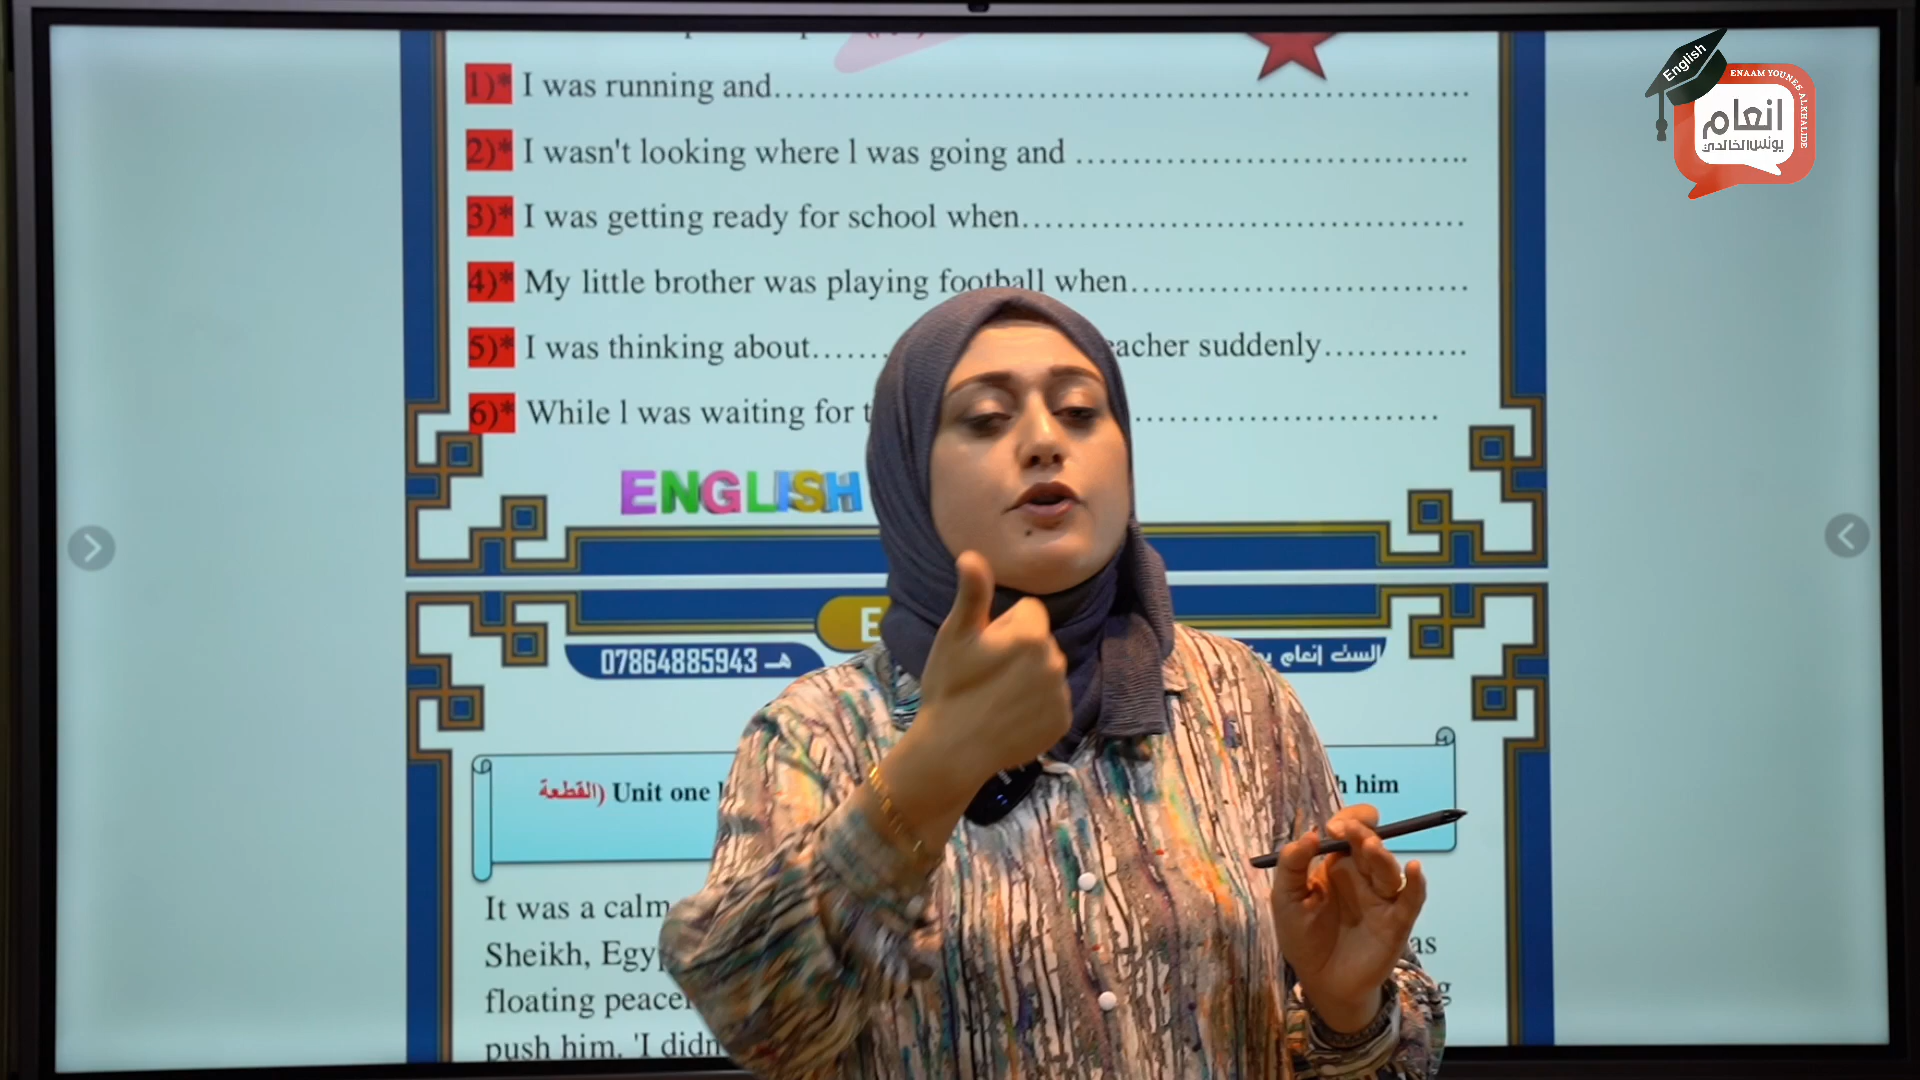 English
ENAAM YOUNES ALKHALIDE
انعام
يونس الخالدي
1)* I was running and……………………………………………………
2)* I wasn't looking where l was going and ……………………………..
3)* I was getting ready for school when…………………………………
4)* My little brother was playing football when…………………………
5)* I was thinking about……. eacher suddenly………….
6)* While l was waiting for t ………………………
ENGLISH
E
07864885943 هـ
الست إنعام
(القطعة Unit one h him
It was a calm
Sheikh, Egyp as
floating peace g
push him. 'I didn